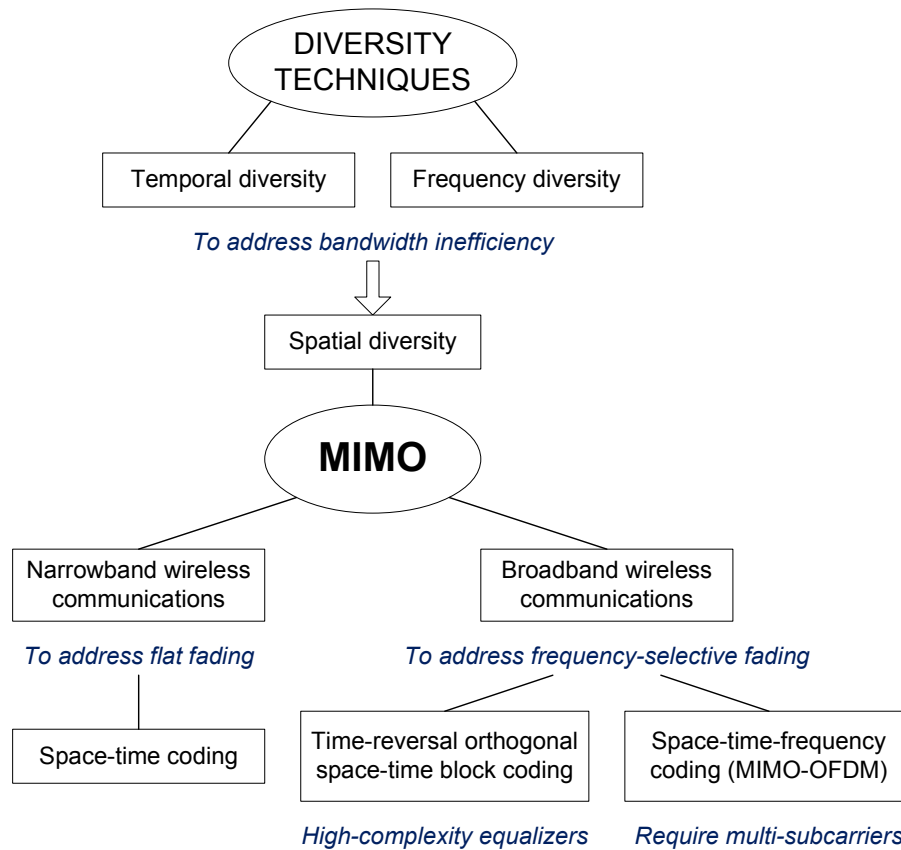 DIVERSITY
TECHNIQUES
Temporal diversity
Frequency diversity
To address bandwidth inefficiency
Spatial diversity
MIMO
Narrowband wireless
communications
Broadband wireless
communications
To address flat fading
To address frequency-selective fading
Space-time coding
Time-reversal orthogonal
space-time block coding
Space-time-frequency
coding (MIMO-OFDM)
High-complexity equalizers
Require multi-subcarriers